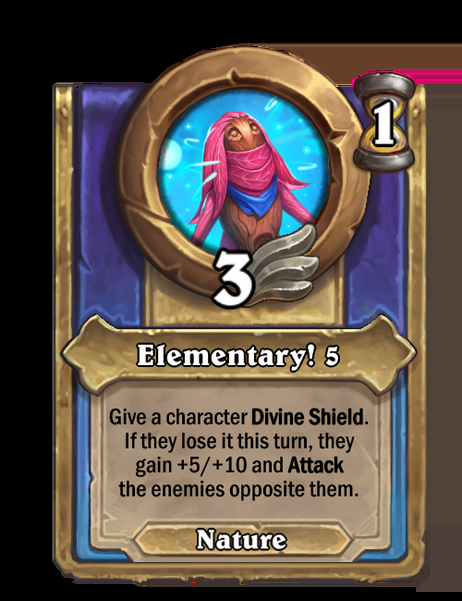 1
3
Elementary! 5
Give a character Divine Shield.
If they lose it this turn, they
gain +5/+10 and Attack
the enemies opposite them.
Nature